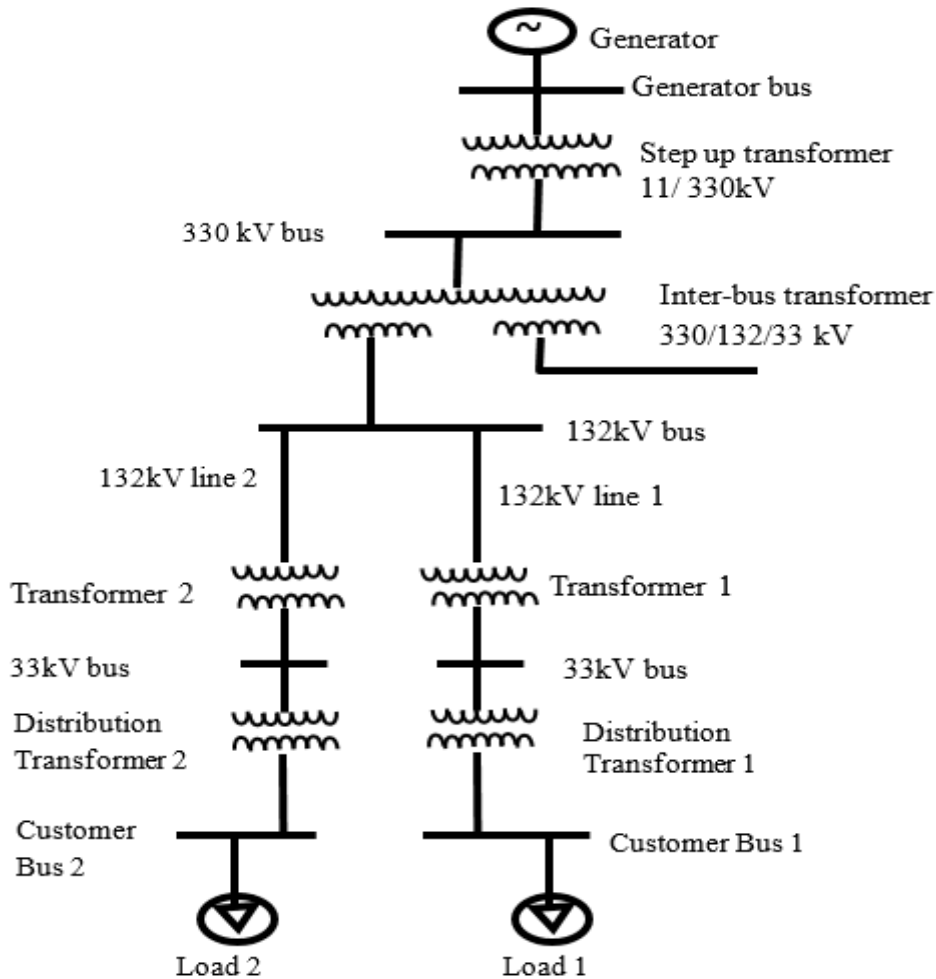 ~
Generator
Generator bus
Step up transformer
11/ 330kV
330 kV bus
Inter-bus transformer
330/132/33 kV
132kV bus
132kV line 2
132kV line 1
Transformer 2
Transformer 1
33kV bus
33kV bus
Distribution
Transformer 2
Distribution
Transformer 1
Customer
Bus 2
Customer Bus 1
Load 2
Load 1